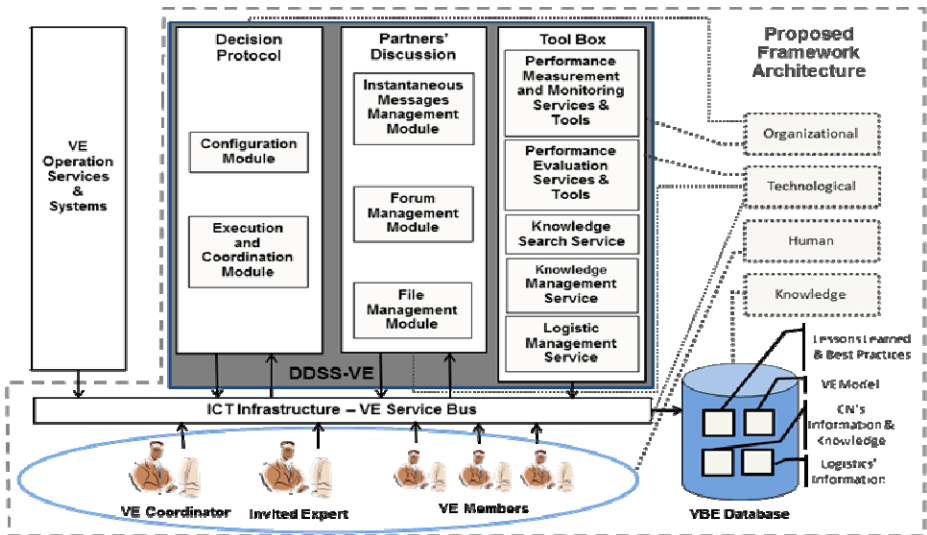 VE
Operation
Services
&
Systems
Decision
Protocol
Configuration
Module
Execution
and
Coordination
Module
Partners'
Discussion
Instantaneous
Messages
Management
Module
Forum
Management
Module
File
Management
Module
Tool Box
Performance
Measurement
and Monitoring
Services &
Tools
Performance
Evaluation
Services &
Tools
Knowledge
Search Service
Knowledge
Management
Service
Logistic
Management
Service
DDSS-VE
Proposed
Framework
Architecture
Organizational
Technological
Human
Knowledge
ICT Infrastructure – VE Service Bus
VE Coordinator
Invited Expert
VE Members
Lessons Learned
& Best Practices
VE Model
CN's
Information &
Knowledge
Logistics'
Information
VBE Database